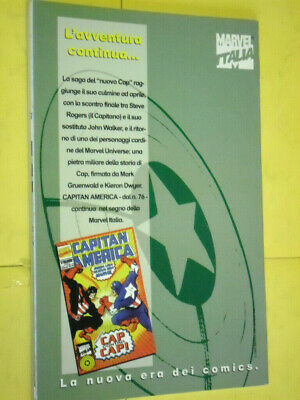 L'avventura
continua...
MARVEL
ITALIA
La saga del "nuovo Cap" rag-
giunge il suo culmine ad aprile
con lo scontro finale tra Steve
Rogers (il Capitano) e il suo
sostituto John Walker, e il ritor-
no di uno dei personaggi cardi-
ne del Marvel Universe; una
pietra miliare della storia di
Cap, firmata da Mark
Gruenwald e Kieron Dwyer.
CAPITAN AMERICA - dal n. 76 -
continua nel segno della
Marvel Italia.
CAPITAN
AMERICA
CAP
CAP!
La nuova era dei comics.